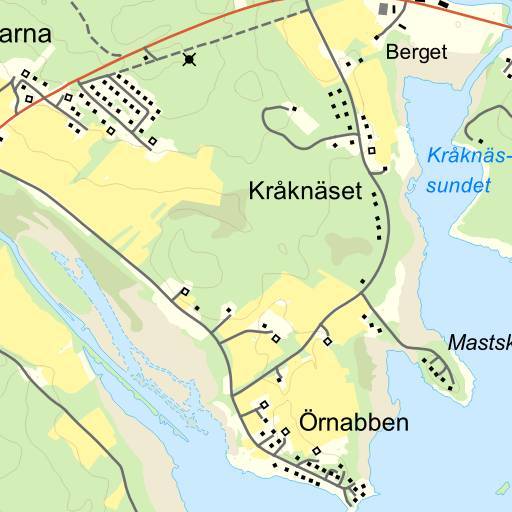 arna
Berget
Kråknäs-
sundet
Kråknäset
Mastsk
Örnabben